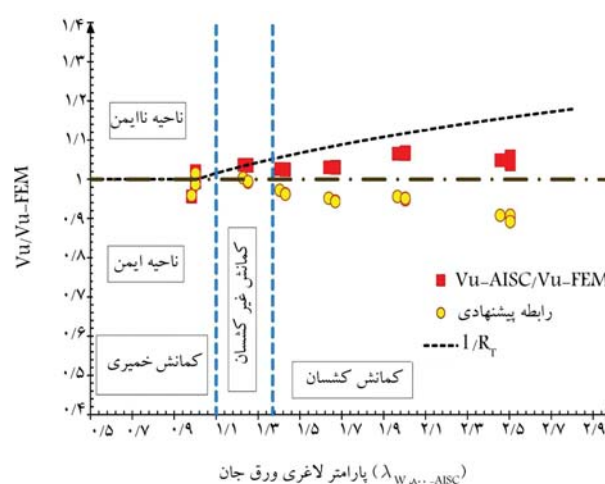 ۱/۴
۱/۳
۱/۲
۱/۱
۱
۰/۹
۰/۸
۰/۷
۰/۶
۰/۵
۰/۴
Vu/Vu-FEM
ناحیه ناایمن
ناحیه ایمن
کمانش خمیری
کمانش غیر کشسان
کمانش کشسان
Vu-AISC/Vu-FEM
رابطه پیشنهادی
1/R_T
۰/۵ ۰/۷ ۰/۹ ۱/۱ ۱/۳ ۱/۵ ۱/۷ ۱/۹ ۲/۱ ۲/۳ ۲/۵ ۲/۷ ۲/۹
پارامتر لاغری ورق جان (λ